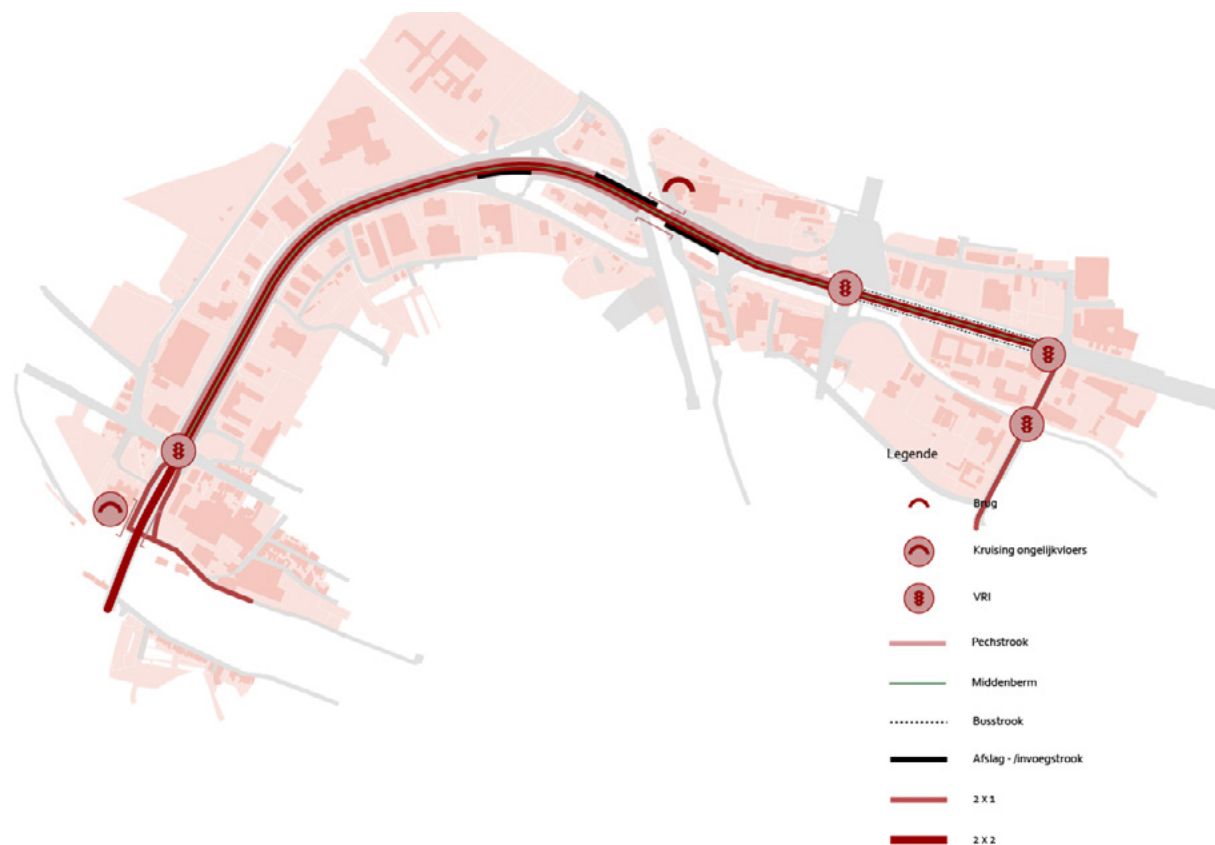 Legende
Brug
Kruising ongelijkvloers
VRI
Pechstrook
Middenberm
Busstrook
Afslag - /invoegstrook
2 X 1
2 X 2